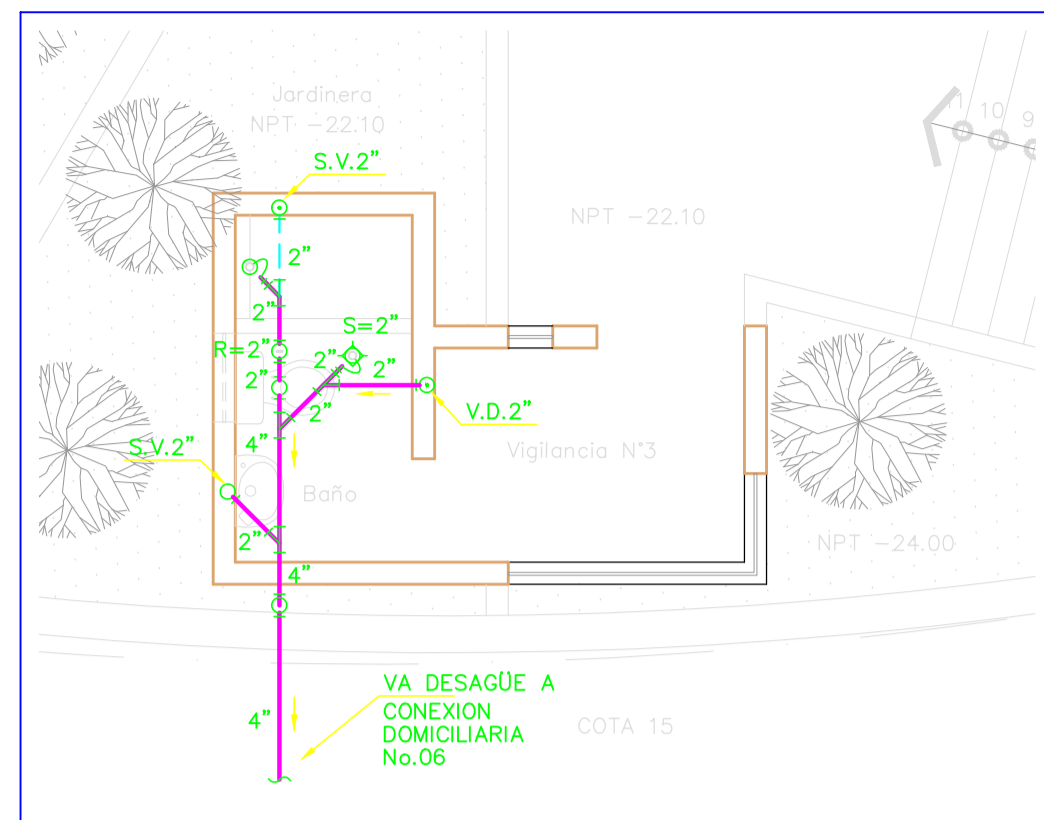 Jardinera
NPT -22.10
11
10
9
S.V.2"
NPT -22.10
2"
2"
S=2"
R=2"
2"
2"
2"
2"
V.D.2"
4"
S.V.2"
Vigilancia N°3
Baño
2"
NPT -24.00
4"
VA DESAGÜE A
CONEXION
DOMICILIARIA
No.06
4"
COTA 15